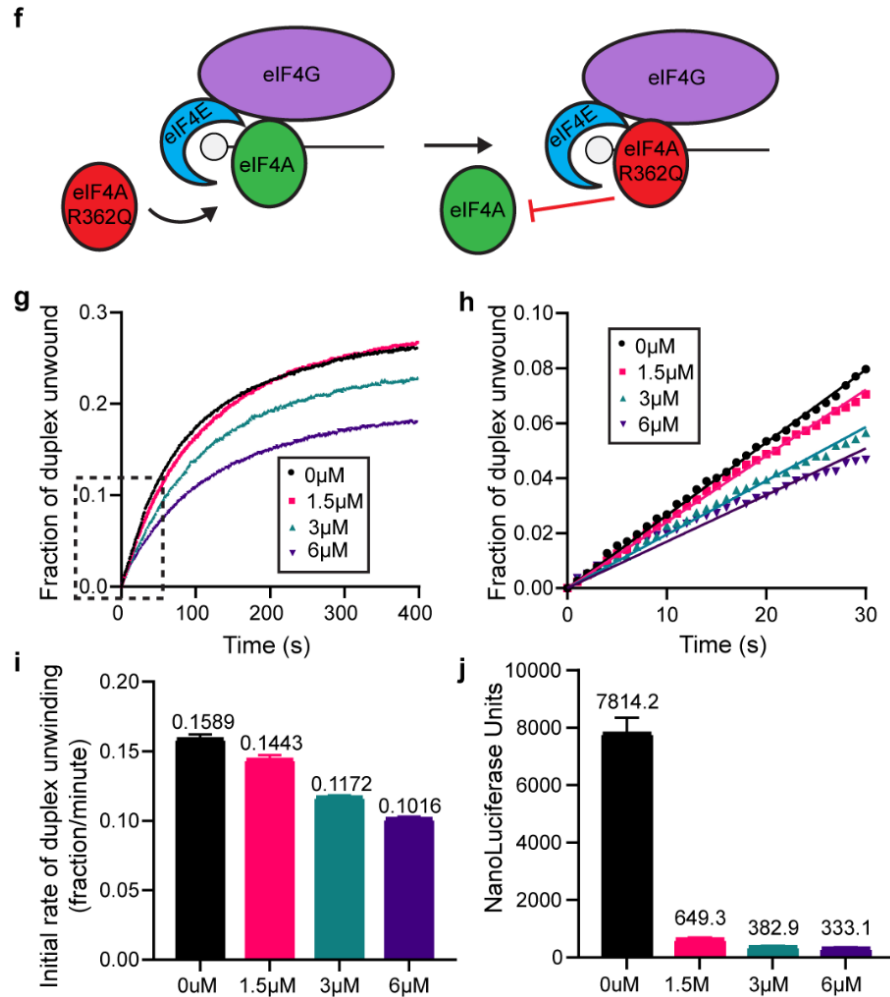 f
eIF4G
eIF4E
eIF4A
eIF4A
R362Q
eIF4G
eIF4E
eIF4A
R362Q
eIF4A
g
Fraction of duplex unwound
0.3
0.2
0.1
0.0
0μM
1.5μM
3μM
6μM
0
100
200
300
400
Time (s)
h
Fraction of duplex unwound
0.10
0.08
0.06
0.04
0.02
0.00
0μM
1.5μM
3μM
6μM
0
10
20
30
Time (s)
i
Initial rate of duplex unwinding
(fraction/minute)
0.20
0.15
0.10
0.05
0.00
0.1589
0.1443
0.1172
0.1016
0uM
1.5μM
3μM
6μM
j
NanoLuciferase Units
10000
8000
6000
4000
2000
0
7814.2
649.3
382.9
333.1
0uM
1.5M
3μM
6μM